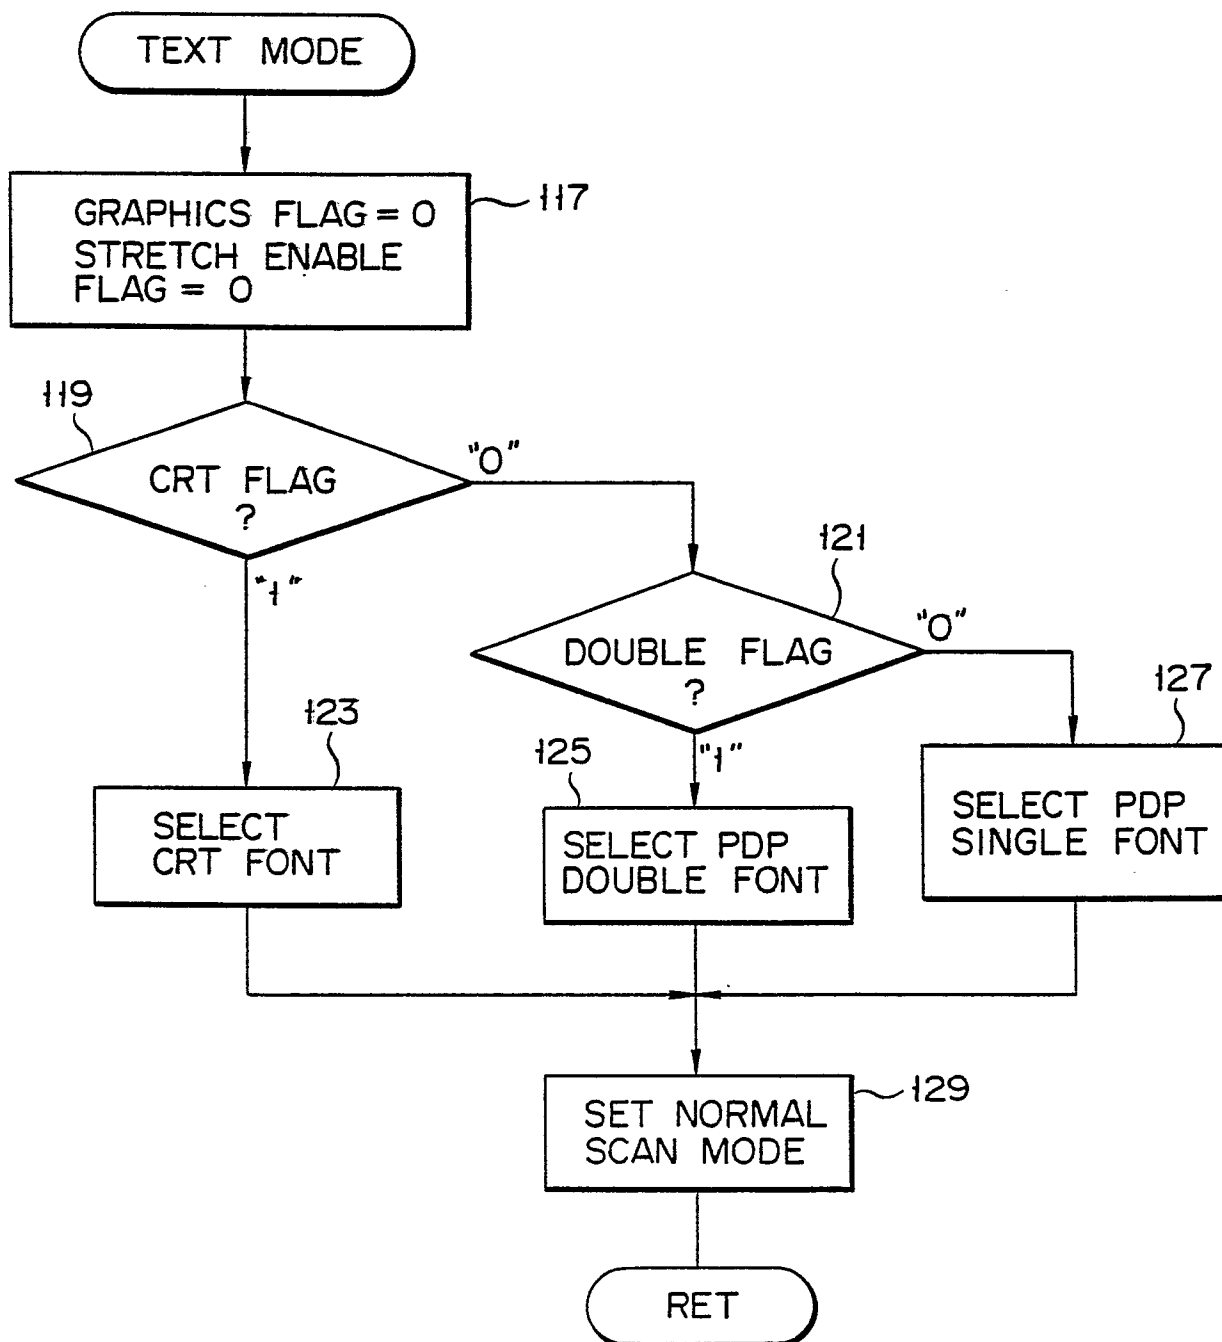 TEXT MODE
GRAPHICS FLAG = 0
STRETCH ENABLE
FLAG = 0
117
119
CRT FLAG
?
"0"
"1"
121
DOUBLE FLAG
?
"0"
"1"
123
SELECT
CRT FONT
125
SELECT PDP
DOUBLE FONT
127
SELECT PDP
SINGLE FONT
129
SET NORMAL
SCAN MODE
RET